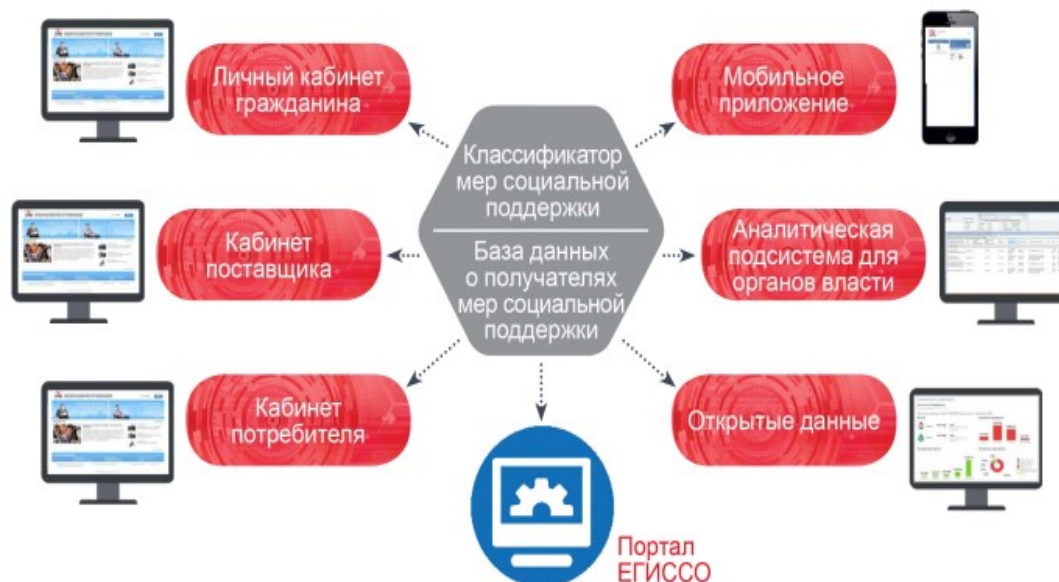 Личный кабинет
гражданина
Мобильное
приложение
Классификатор
мер социальной
поддержки
База данных
о получателях
мер социальной
поддержки
Кабинет
поставщика
Аналитическая
подсистема для
органов власти
Кабинет
потребителя
Открытые данные
Портал
ЕГИССО